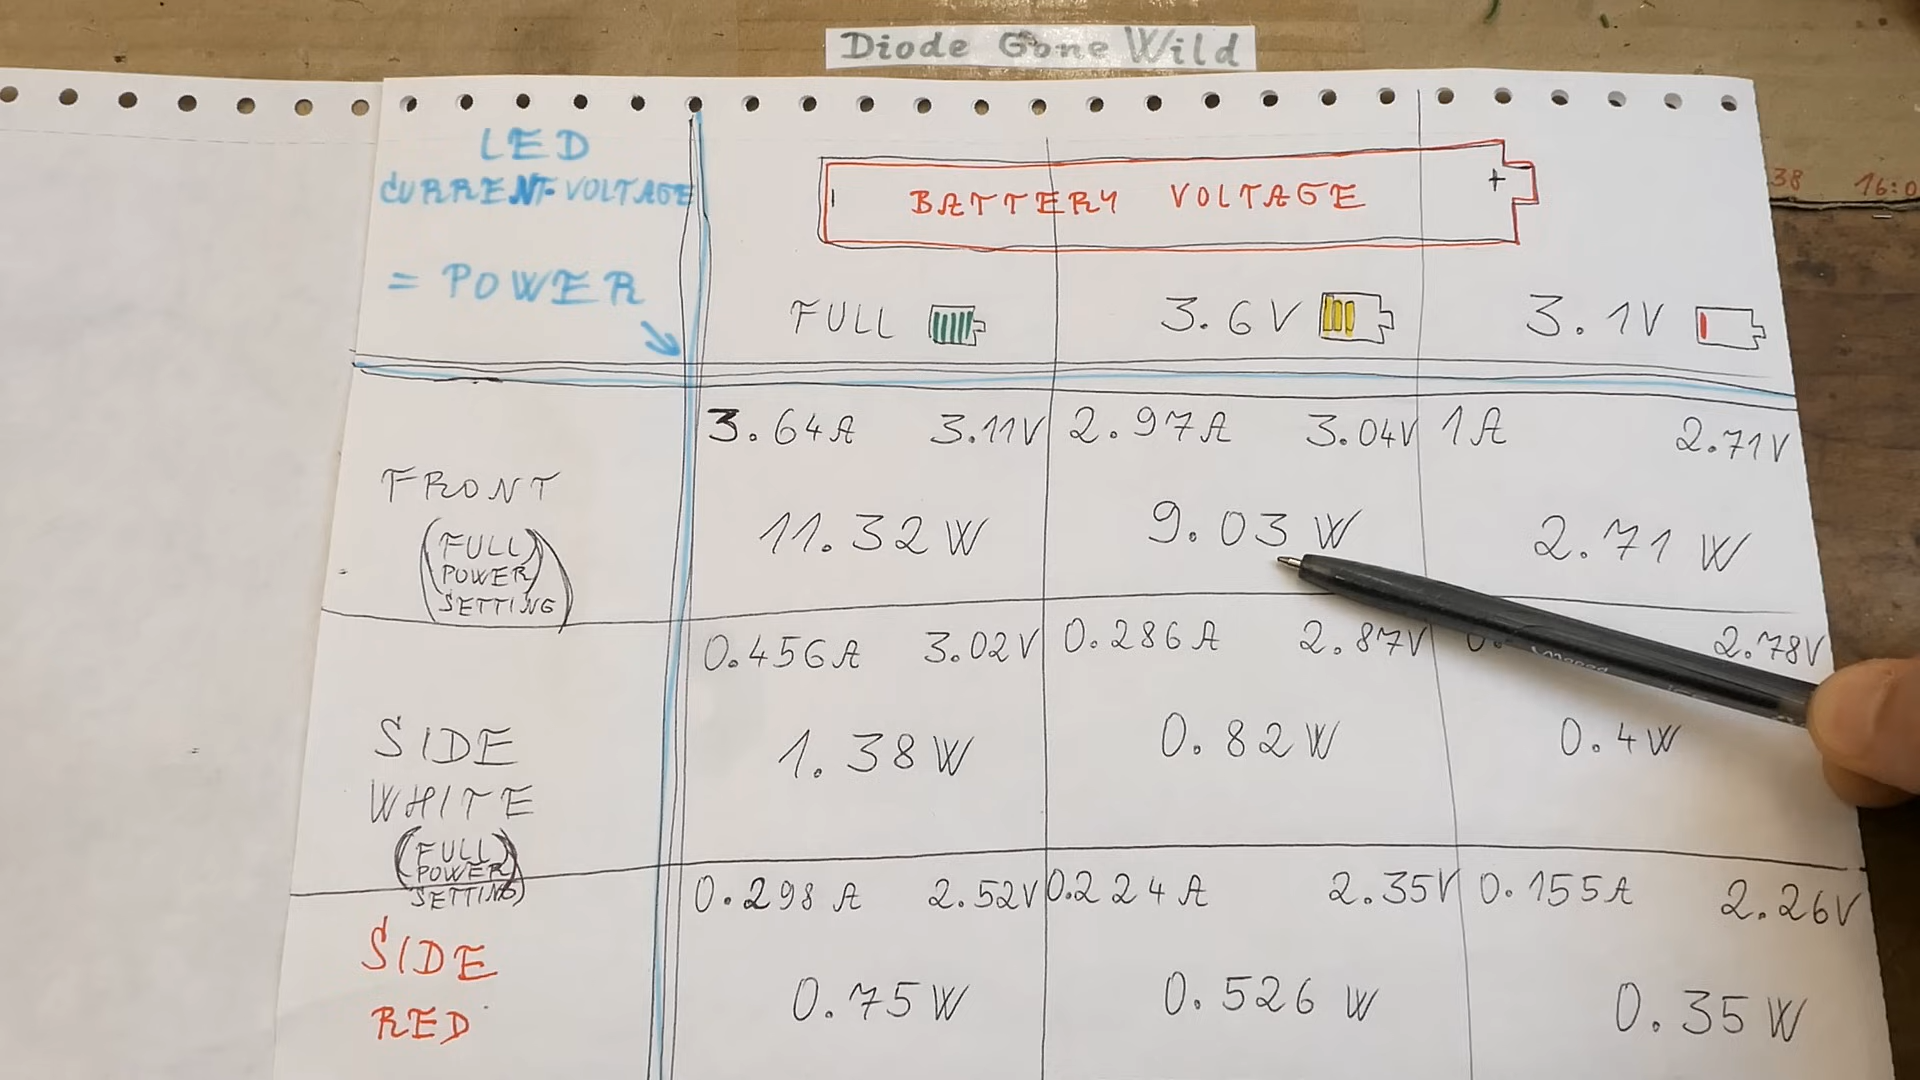 Diode Gone Wild
LED
CURRENT·VOLTAGE
= POWER
BATTERY VOLTAGE
+
38 16:0
FULL
3.6V
3.1V
3.64A 3.11V
2.97A 3.04V
1A 2.71V
FRONT
(FULL
POWER
SETTING)
11.32W
9.03W
2.71W
0.456A 3.02V
0.286A 2.87V
0. 2.78V
SIDE
WHITE
(FULL
POWER
SETTING)
1.38W
0.82W
0.4W
0.298A 2.52V
0.224A 2.35V
0.155A 2.26V
SIDE
RED
0.75W
0.526W
0.35W